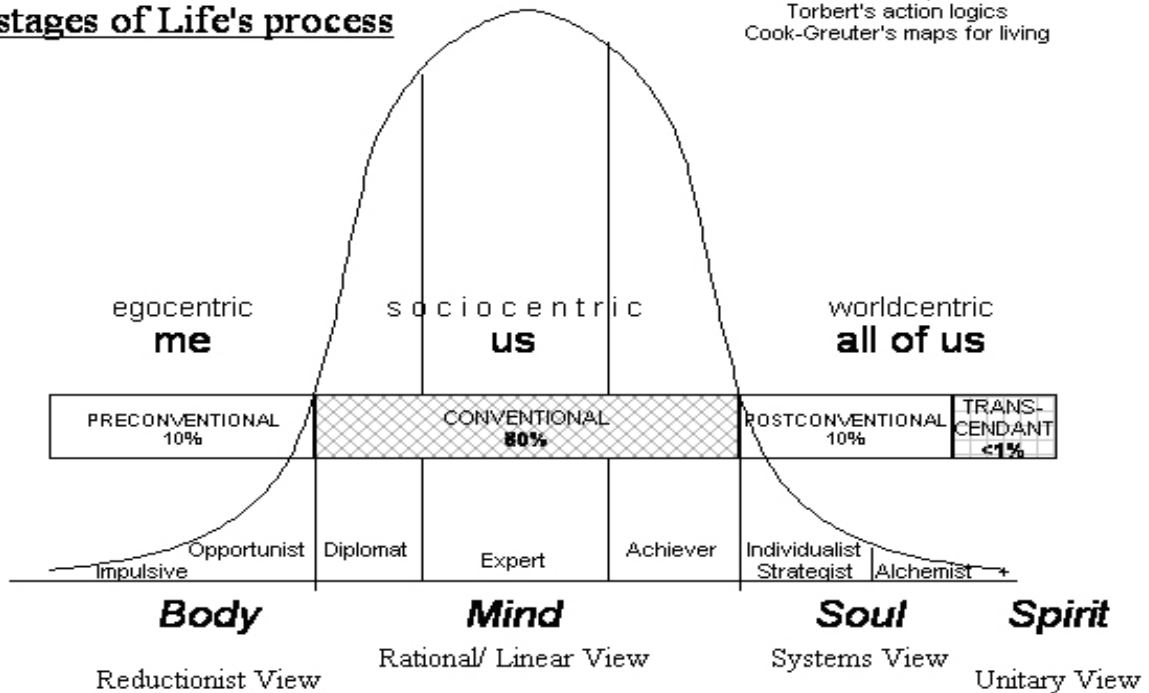 stages of Life's process
Torbert's action logics
Cook-Greuter's maps for living
egocentric
me
sociocentric
us
worldcentric
all of us
PRECONVENTIONAL
10%
CONVENTIONAL
80%
POSTCONVENTIONAL
10%
TRANS-
CENDANT
<1%
Impulsive
Opportunist
Diplomat
Expert
Achiever
Individualist
Strategist
Alchemist +
Body
Mind
Soul
Spirit
Reductionist View
Rational/ Linear View
Systems View
Unitary View